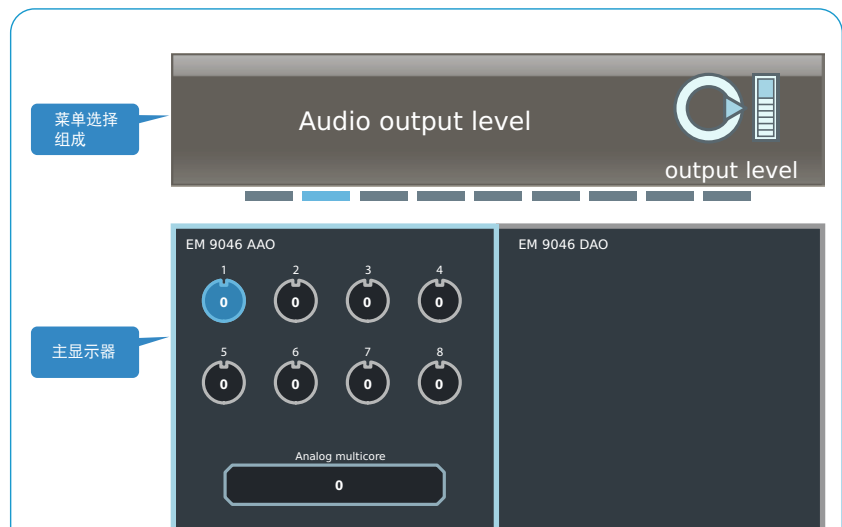 菜单选择
组成
Audio output level
output level
主显示器
EM 9046 AAO
EM 9046 DAO
1 2 3 4
0 0 0 0
5 6 7 8
0 0 0 0
Analog multicore
0